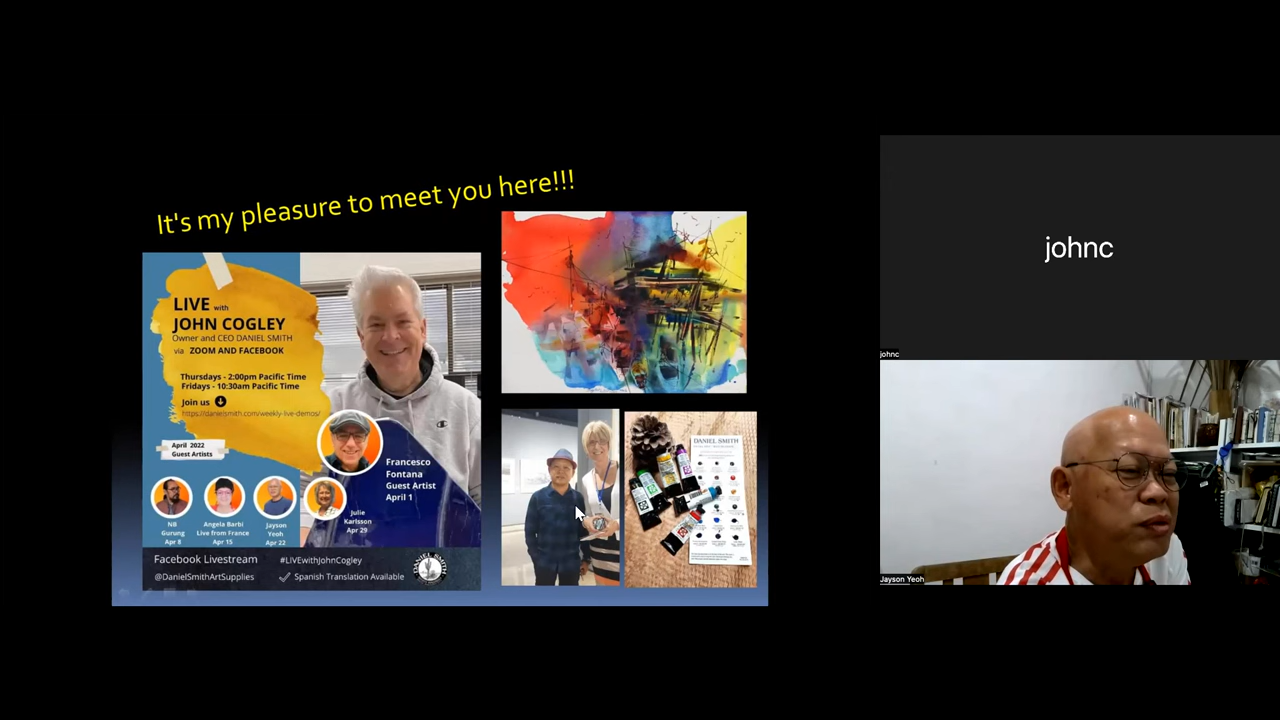 It's my pleasure to meet you here!!!
LIVE with
JOHN COGLEY
Owner and CEO DANIEL SMITH
via ZOOM AND FACEBOOK
Thursdays - 2:00pm Pacific Time
Fridays - 10:30am Pacific Time
Join us
https://danielsmith.com/weekly-live-demos/
April 2022
Guest Artists
Francesco
Fontana
Guest Artist
April 1
NB
Gurung
Apr 8
Angela Barbi
Live from France
Apr 15
Jayson
Yeoh
Apr 22
Julie
Karlsson
Apr 29
Facebook Livestream
@DanielSmithArtSupplies
#LIVEwithJohnCogley
Spanish Translation Available
DANIEL SMITH
DANIEL SMITH
johnc
johnc
Jayson Yeoh